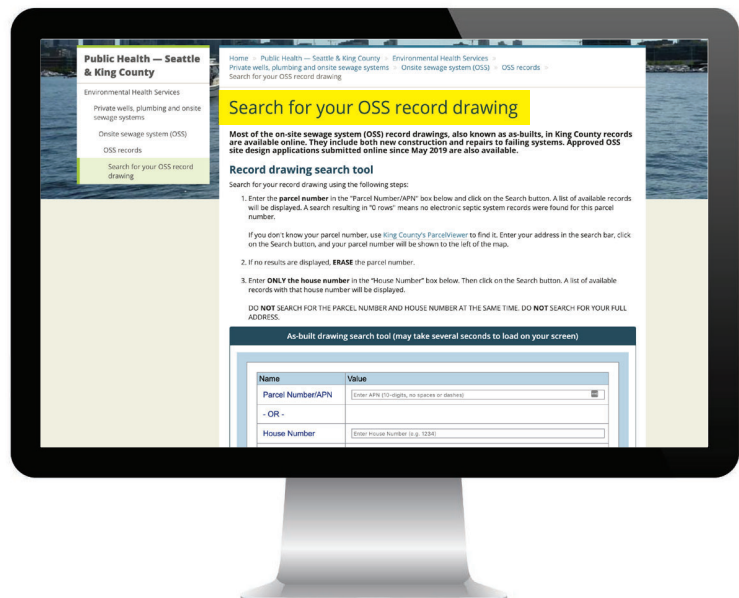 Public Health — Seattle
& King County
Environmental Health Services
Private wells, plumbing and onsite
sewage systems
Onsite sewage system (OSS)
OSS records
Search for your OSS record
drawing
Home > Public Health — Seattle & King County > Environmental Health Services >
Private wells, plumbing and onsite sewage systems > Onsite sewage system (OSS) > OSS records >
Search for your OSS record drawing
Search for your OSS record drawing
Most of the on-site sewage system (OSS) record drawings, also known as as-builts, in King County records
are available online. They include both new construction and repairs to failing systems. Approved OSS
site design applications submitted online since May 2019 are also available.
Record drawing search tool
Search for your record drawing using the following steps:
1. Enter the parcel number in the "Parcel Number/APN" box below and click on the Search button. A list of available records
will be displayed. A search resulting in "0 rows" means no electronic septic system records were found for this parcel
number.
If you don't know your parcel number, use King County's ParcelViewer to find it. Enter your address in the search bar, click
on the Search button, and your parcel number will be shown to the left of the map.
2. If no results are displayed, ERASE the parcel number.
3. Enter ONLY the house number in the "House Number" box below. Then click on the Search button. A list of available
records with that house number will be displayed.
DO NOT SEARCH FOR THE PARCEL NUMBER AND HOUSE NUMBER AT THE SAME TIME. DO NOT SEARCH FOR YOUR FULL
ADDRESS.
As-built drawing search tool (may take several seconds to load on your screen)
Name Value
Parcel Number/APN Enter APN (10-digits, no spaces or dashes)
- OR -
House Number Enter House Number (e.g. 1234)